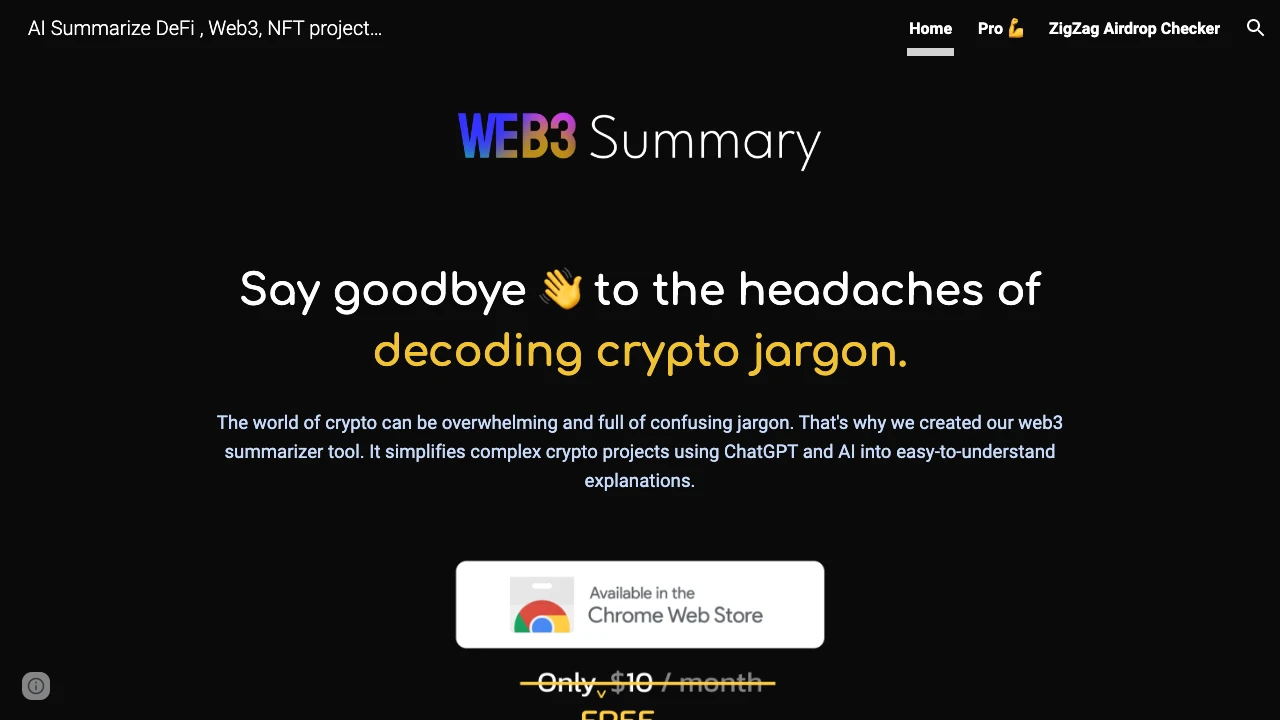 AI Summarize DeFi , Web3, NFT project...
Home
Pro 💪
ZigZag Airdrop Checker
WEB3 Summary
Say goodbye 👋 to the headaches of
decoding crypto jargon.
The world of crypto can be overwhelming and full of confusing jargon. That's why we created our web3
summarizer tool. It simplifies complex crypto projects using ChatGPT and AI into easy-to-understand
explanations.
Available in the
Chrome Web Store
Only $10 / month
FREE